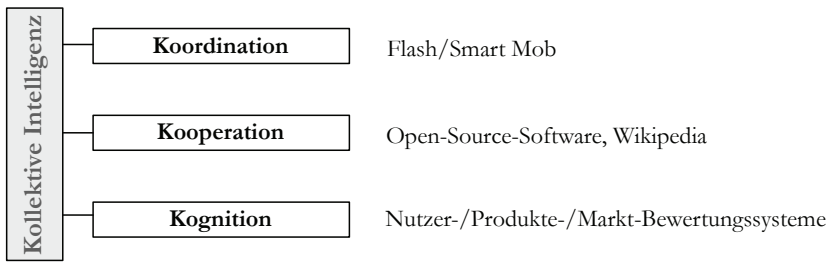 Kollektive Intelligenz
Koordination
Flash/Smart Mob
Kooperation
Open-Source-Software, Wikipedia
Kognition
Nutzer-/Produkte-/Markt-Bewertungssysteme